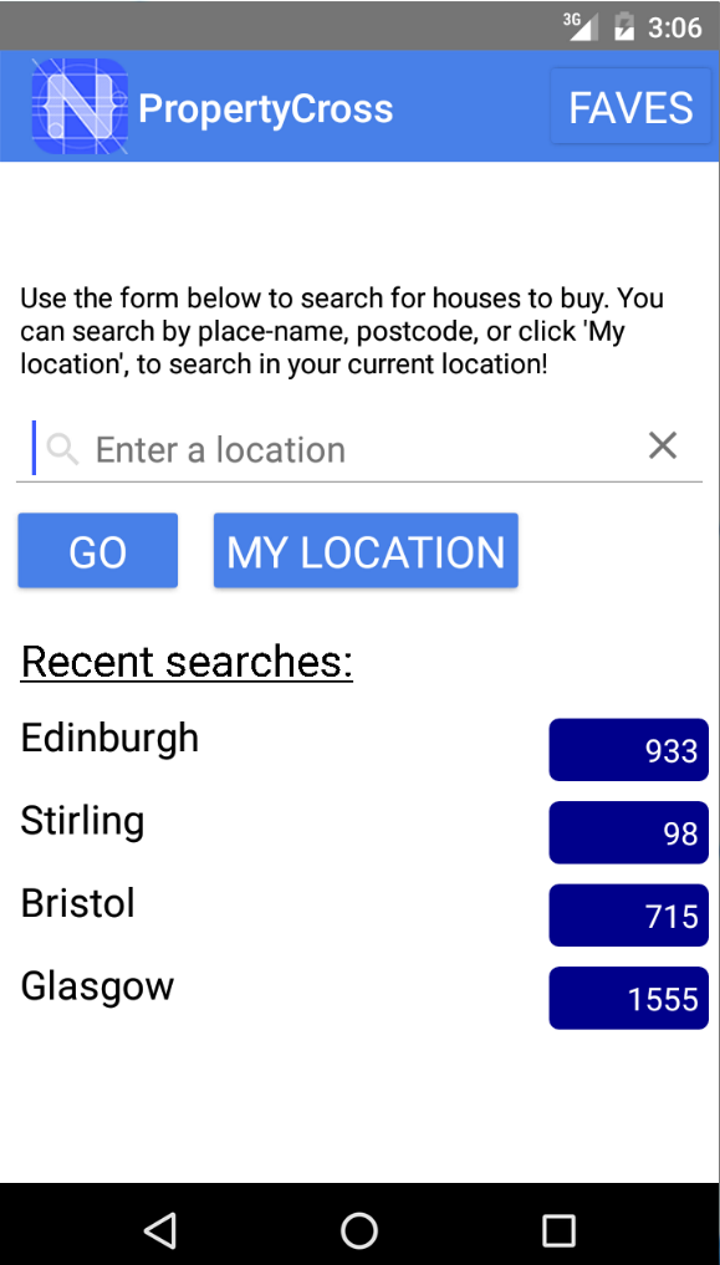 3G 3:06
N PropertyCross FAVES
Use the form below to search for houses to buy. You
can search by place-name, postcode, or click 'My
location', to search in your current location!
Enter a location
GO MY LOCATION
Recent searches:
Edinburgh 933
Stirling 98
Bristol 715
Glasgow 1555